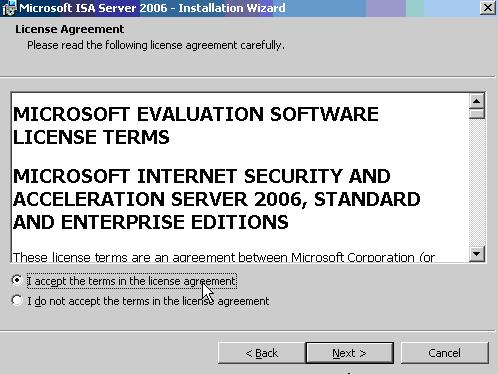 Microsoft ISA Server 2006 - Installation Wizard
License Agreement
Please read the following license agreement carefully.
MICROSOFT EVALUATION SOFTWARE
LICENSE TERMS
MICROSOFT INTERNET SECURITY AND
ACCELERATION SERVER 2006, STANDARD
AND ENTERPRISE EDITIONS
These license terms are an agreement between Microsoft Corporation (or
I accept the terms in the license agreement
I do not accept the terms in the license agreement
< Back
Next >
Cancel